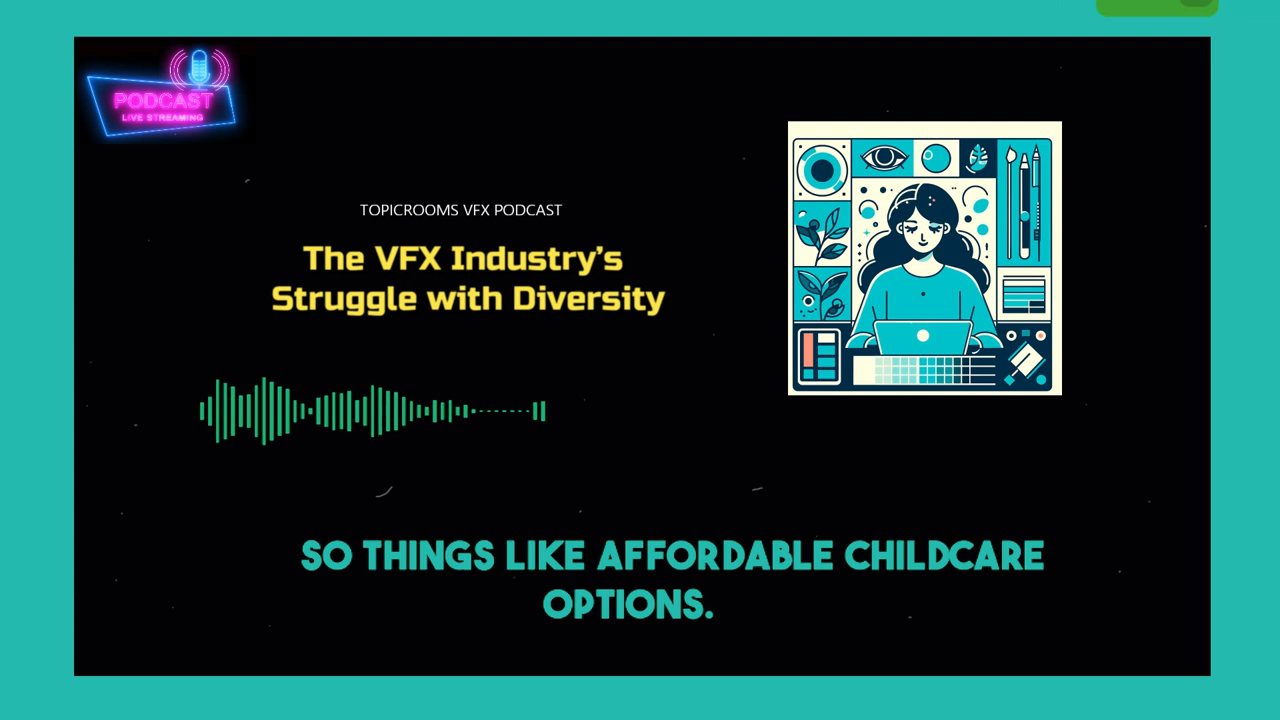 PODCAST
LIVE STREAMING
TOPICROOMS VFX PODCAST
The VFX Industry’s
Struggle with Diversity
SO THINGS LIKE AFFORDABLE CHILDCARE
OPTIONS.